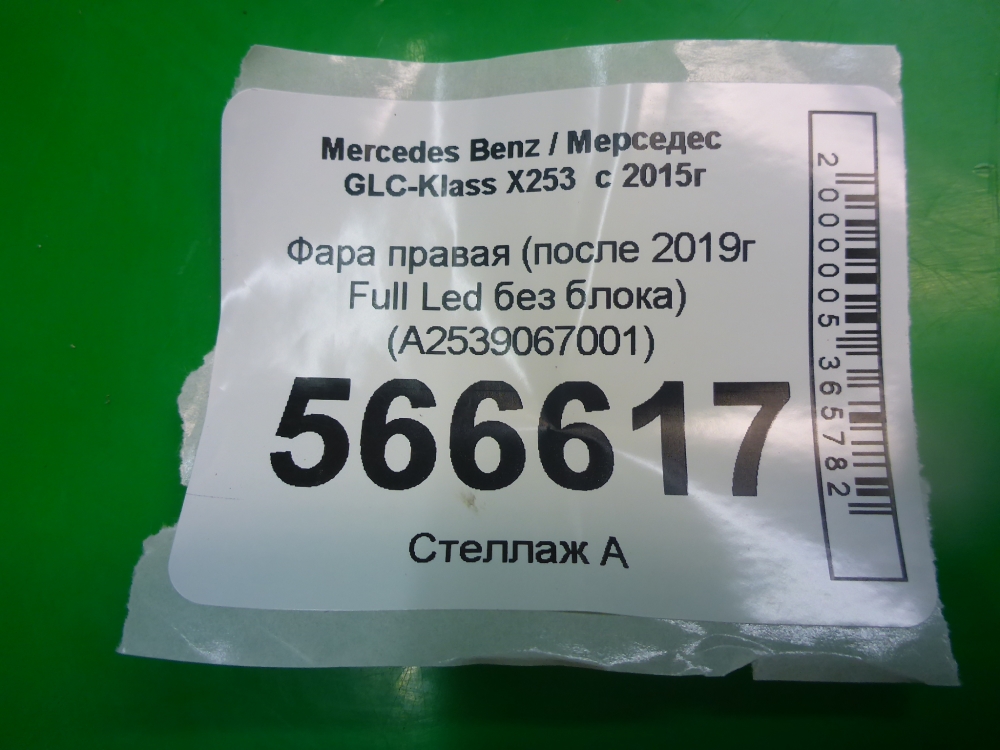 Mercedes Benz / Мерседес
GLC-Klass X253 с 2015г
Фара правая (после 2019г
Full Led без блока)
(A2539067001)
566617
Стеллаж А
2000005365782